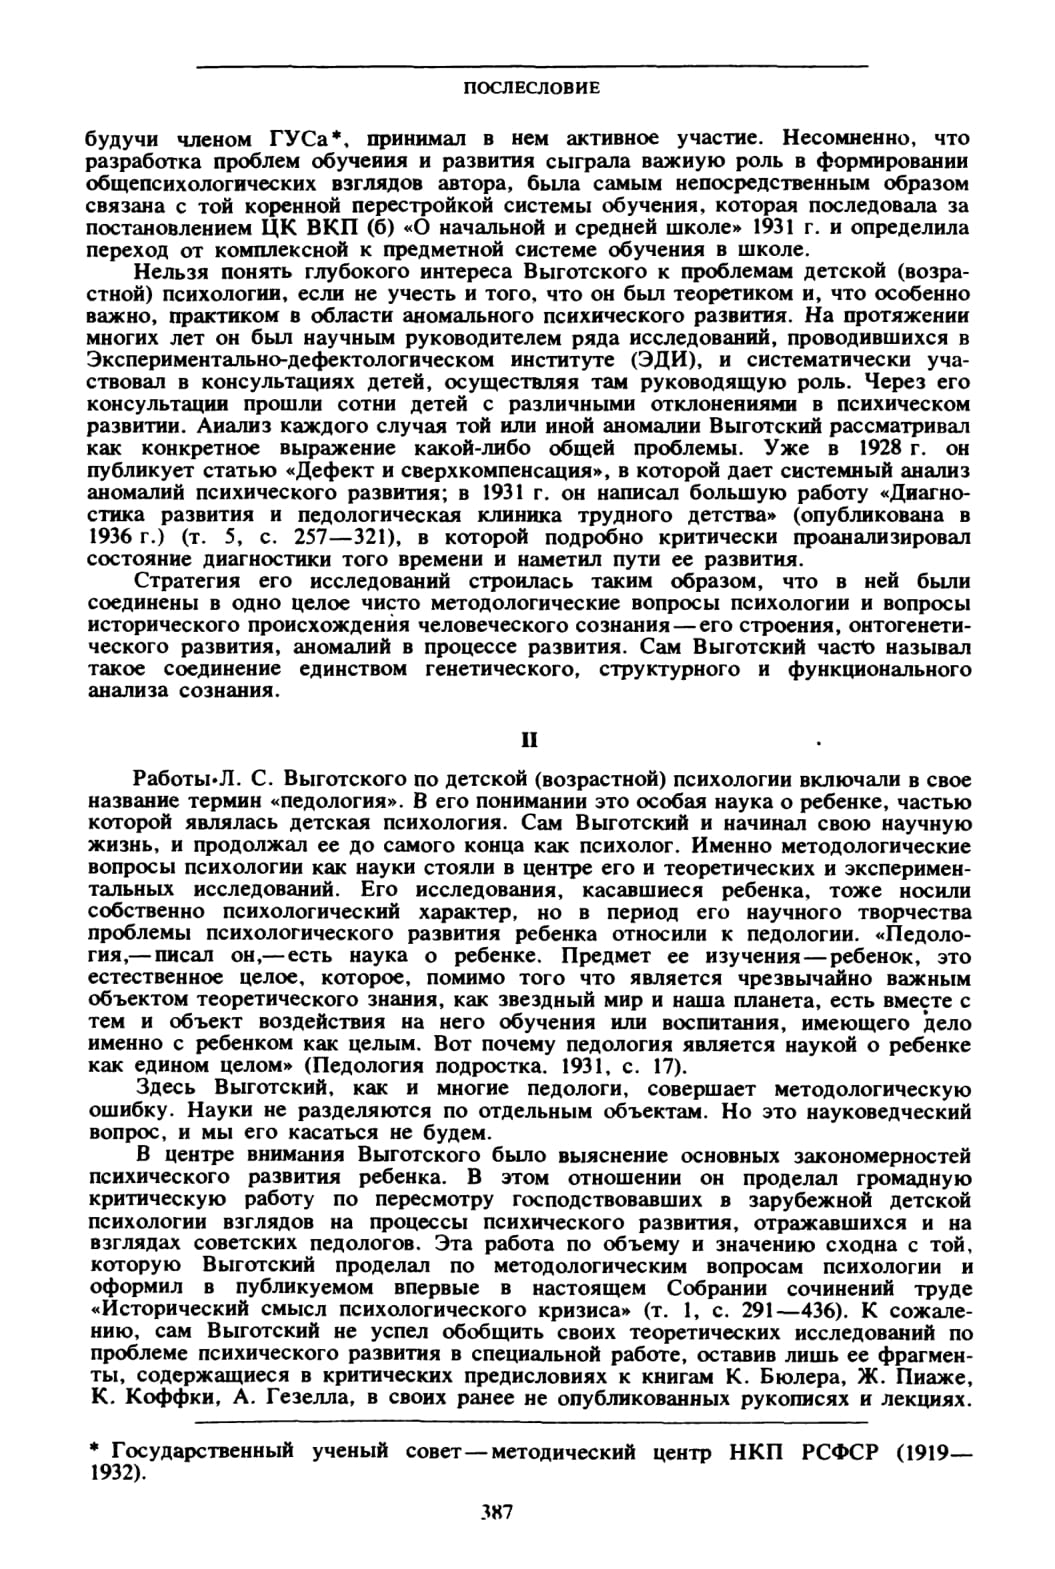 ПОСЛЕСЛОВИЕ
будучи членом ГУСа*, принимал в нем активное участие. Несомненно, что
разработка проблем обучения и развития сыграла важную роль в формировании
общепсихологических взглядов автора, была самым непосредственным образом
связана с той коренной перестройкой системы обучения, которая последовала за
постановлением ЦК ВКП (б) «О начальной и средней школе» 1931 г. и определила
переход от комплексной к предметной системе обучения в школе.
Нельзя понять глубокого интереса Выготского к проблемам детской (возра-
стной) психологии, если не учесть и того, что он был теоретиком и, что особенно
важно, практиком в области аномального психического развития. На протяжении
многих лет он был научным руководителем ряда исследований, проводившихся в
Экспериментально-дефектологическом институте (ЭДИ), и систематически уча-
ствовал в консультациях детей, осуществляя там руководящую роль. Через его
консультации прошли сотни детей с различными отклонениями в психическом
развитии. Анализ каждого случая той или иной аномалии Выготский рассматривал
как конкретное выражение какой-либо общей проблемы. Уже в 1928 г. он
публикует статью «Дефект и сверхкомпенсация», в которой дает системный анализ
аномалий психического развития; в 1931 г. он написал большую работу «Диагно-
стика развития и педологическая клиника трудного детства» (опубликована в
1936 г.) (т. 5, с. 257—321), в которой подробно критически проанализировал
состояние диагностики того времени и наметил пути ее развития.
Стратегия его исследований строилась таким образом, что в ней были
соединены в одно целое чисто методологические вопросы психологии и вопросы
исторического происхождения человеческого сознания—его строения, онтогенети-
ческого развития, аномалий в процессе развития. Сам Выготский часто называл
такое соединение единством генетического, структурного и функционального
анализа сознания.
II
Работы Л. С. Выготского по детской (возрастной) психологии включали в свое
название термин «педология». В его понимании это особая наука о ребенке, частью
которой являлась детская психология. Сам Выготский и начинал свою научную
жизнь, и продолжал ее до самого конца как психолог. Именно методологические
вопросы психологии как науки стояли в центре его и теоретических и эксперимен-
тальных исследований. Его исследования, касавшиеся ребенка, тоже носили
собственно психологический характер, но в период его научного творчества
проблемы психологического развития ребенка относили к педологии. «Педоло-
гия,—писал он,—есть наука о ребенке. Предмет ее изучения—ребенок, это
естественное целое, которое, помимо того что является чрезвычайно важным
объектом теоретического знания, как звездный мир и наша планета, есть вместе с
тем и объект воздействия на него обучения или воспитания, имеющего дело
именно с ребенком как целым. Вот почему педология является наукой о ребенке
как едином целом» (Педология подростка. 1931, с. 17).
Здесь Выготский, как и многие педологи, совершает методологическую
ошибку. Науки не разделяются по отдельным объектам. Но это науковедческий
вопрос, и мы его касаться не будем.
В центре внимания Выготского было выяснение основных закономерностей
психического развития ребенка. В этом отношении он проделал громадную
критическую работу по пересмотру господствовавших в зарубежной детской
психологии взглядов на процессы психического развития, отражавшихся и на
взглядах советских педологов. Эта работа по объему и значению сходна с той,
которую Выготский проделал по методологическим вопросам психологии и
оформил в публикуемом впервые в настоящем Собрании сочинений труде
«Исторический смысл психологического кризиса» (т. 1, с. 291—436). К сожале-
нию, сам Выготский не успел обобщить своих теоретических исследований по
проблеме психического развития в специальной работе, оставив лишь ее фрагмен-
ты, содержащиеся в критических предисловиях к книгам К. Бюлера, Ж. Пиаже,
К. Коффки, А. Гезелла, в своих ранее не опубликованных рукописях и лекциях.
* Государственный ученый совет—методический центр НКП РСФСР (1919—
1932).
387